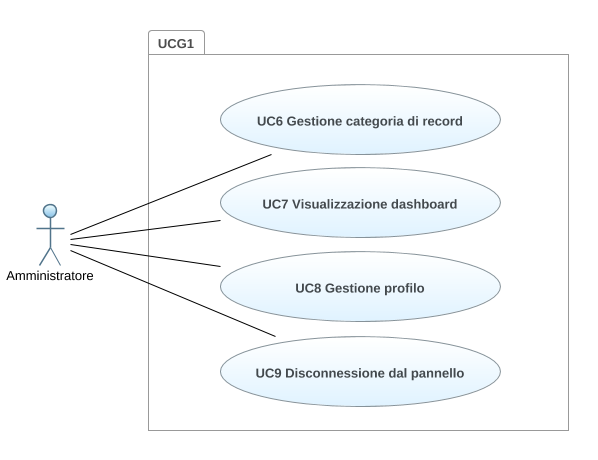 UCG1
UC6 Gestione categoria di record
UC7 Visualizzazione dashboard
Amministratore
UC8 Gestione profilo
UC9 Disconnessione dal pannello